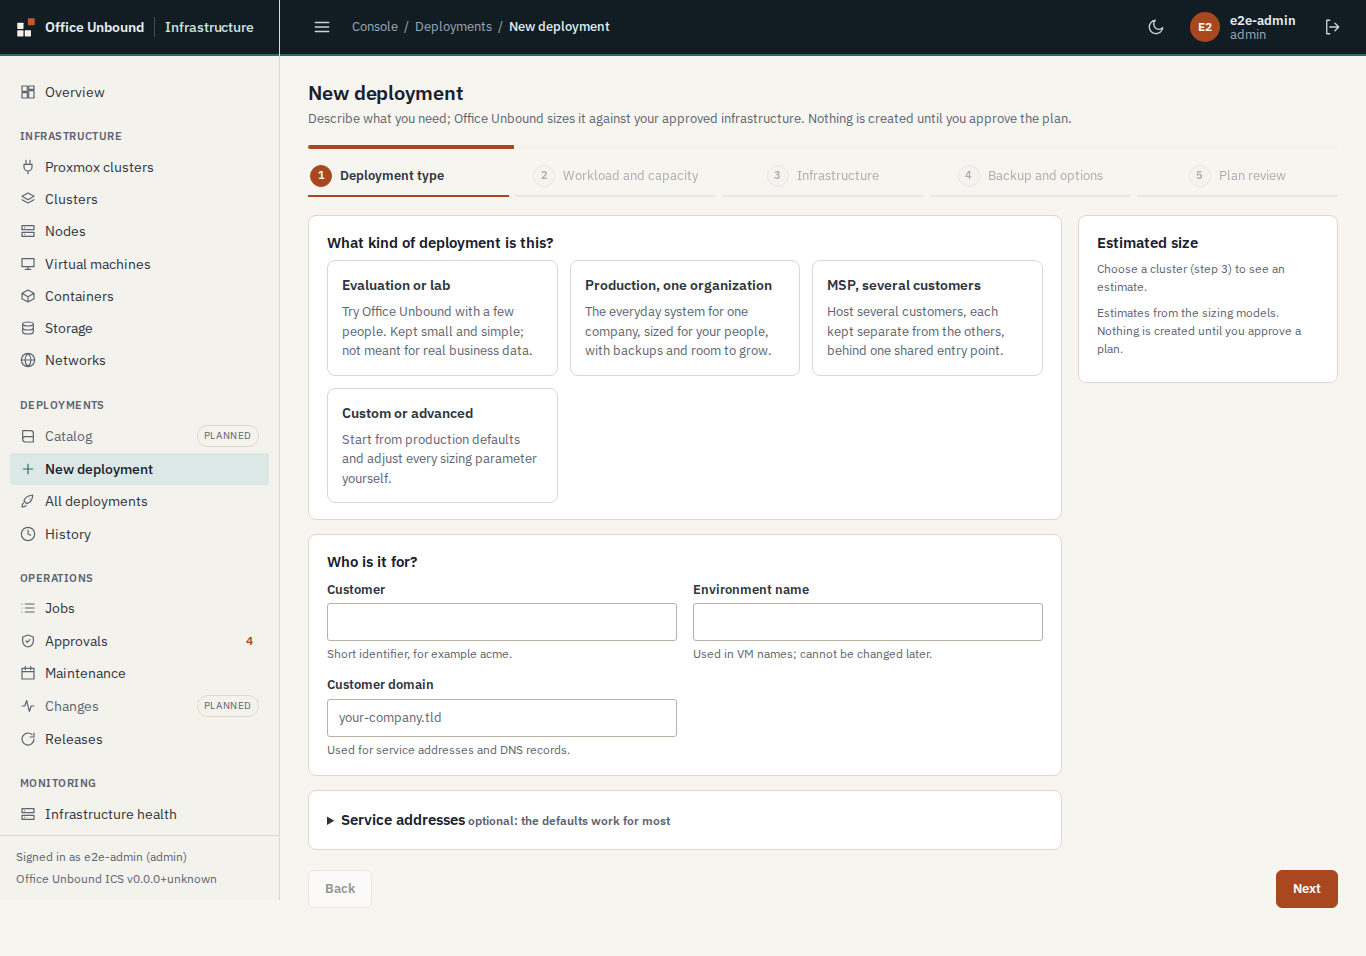 Office Unbound
Infrastructure
Console / Deployments / New deployment
E2
e2e-admin
admin
Overview
INFRASTRUCTURE
Proxmox clusters
Clusters
Nodes
Virtual machines
Containers
Storage
Networks
DEPLOYMENTS
Catalog PLANNED
New deployment
All deployments
History
OPERATIONS
Jobs
Approvals 4
Maintenance
Changes PLANNED
Releases
MONITORING
Infrastructure health
Signed in as e2e-admin (admin)
Office Unbound ICS v0.0.0+unknown
New deployment
Describe what you need; Office Unbound sizes it against your approved infrastructure. Nothing is created until you approve the plan.
1 Deployment type
2 Workload and capacity
3 Infrastructure
4 Backup and options
5 Plan review
What kind of deployment is this?
Evaluation or lab
Try Office Unbound with a few
people. Kept small and simple;
not meant for real business data.
Production, one organization
The everyday system for one
company, sized for your people,
with backups and room to grow.
MSP, several customers
Host several customers, each
kept separate from the others,
behind one shared entry point.
Custom or advanced
Start from production defaults
and adjust every sizing parameter
yourself.
Estimated size
Choose a cluster (step 3) to see an
estimate.
Estimates from the sizing models.
Nothing is created until you approve a
plan.
Who is it for?
Customer
Short identifier, for example acme.
Environment name
Used in VM names; cannot be changed later.
Customer domain
your-company.tld
Used for service addresses and DNS records.
Service addresses optional: the defaults work for most
Back
Next